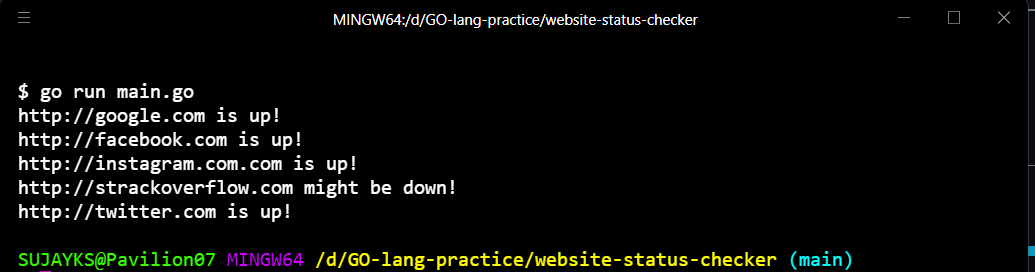 MINGW64:/d/GO-lang-practice/website-status-checker
$ go run main.go
http://google.com is up!
http://facebook.com is up!
http://instagram.com.com is up!
http://strackoverflow.com might be down!
http://twitter.com is up!
SUJAYKS@Pavilion07 MINGW64 /d/GO-lang-practice/website-status-checker (main)